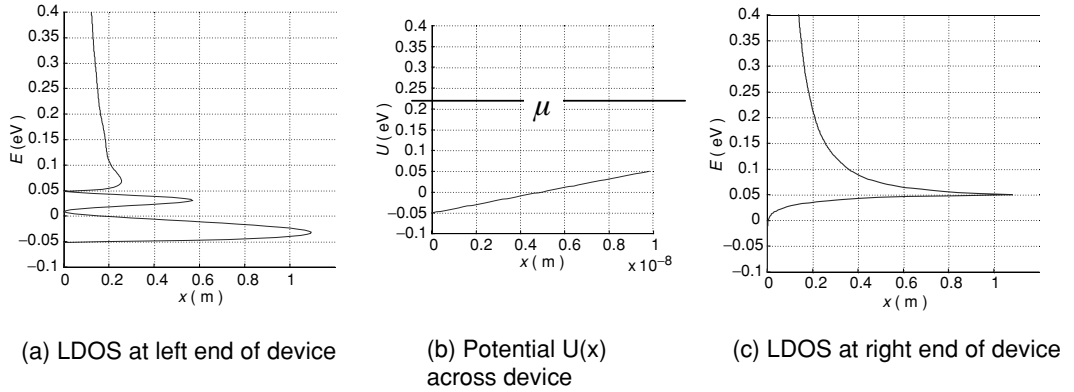 0.4
0.35
0.3
0.25
0.2
0.15
0.1
0.05
0
−0.05
−0.1
E (eV)
0 0.2 0.4 0.6 0.8 1
x ( m )
(a) LDOS at left end of device
0.4
0.35
0.3
0.25
0.2
0.15
0.1
0.05
0
−0.05
−0.1
U (eV)
μ
0 0.2 0.4 0.6 0.8 1
x ( m )
x 10⁻⁸
(b) Potential U(x)
across device
0.4
0.35
0.3
0.25
0.2
0.15
0.1
0.05
0
−0.05
−0.1
E (eV)
0 0.2 0.4 0.6 0.8 1
x ( m )
(c) LDOS at right end of device